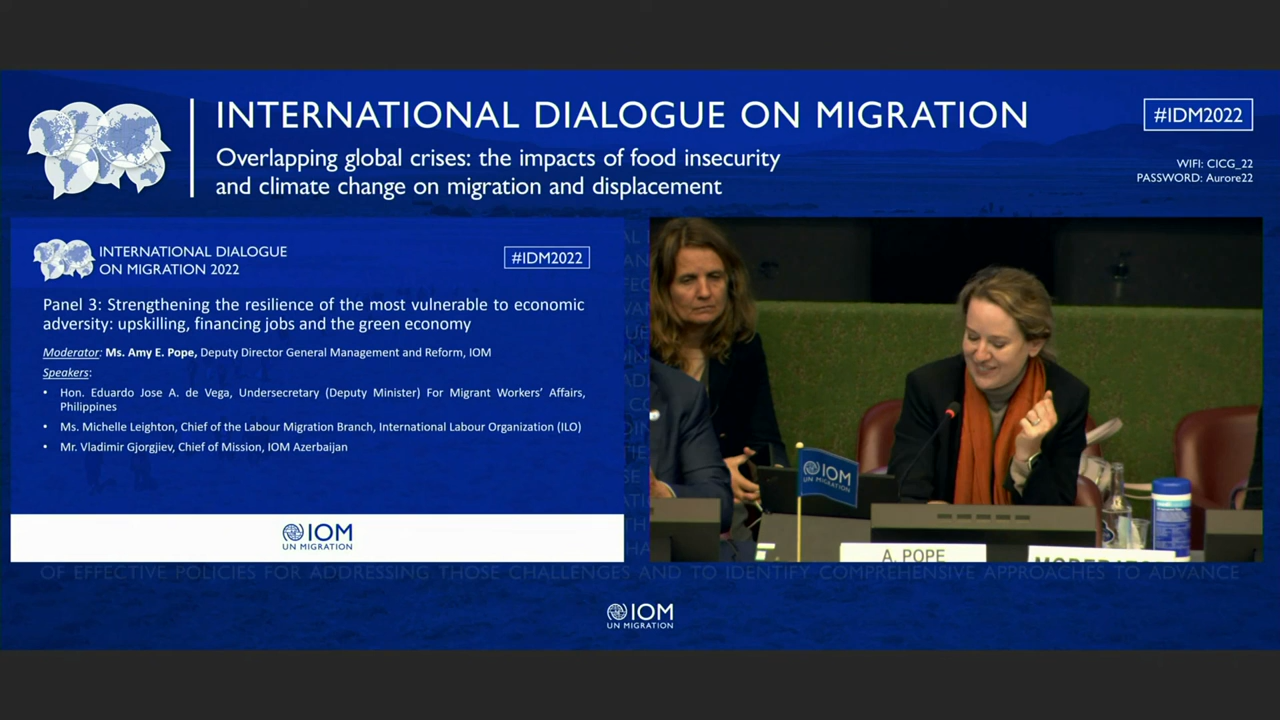 INTERNATIONAL DIALOGUE ON MIGRATION
Overlapping global crises: the impacts of food insecurity
and climate change on migration and displacement
#IDM2022
WIFI: CICG_22
PASSWORD: Aurore22
INTERNATIONAL DIALOGUE
ON MIGRATION 2022
#IDM2022
Panel 3: Strengthening the resilience of the most vulnerable to economic
adversity: upskilling, financing jobs and the green economy
Moderator: Ms. Amy E. Pope, Deputy Director General Management and Reform, IOM
Speakers:
• Hon. Eduardo Jose A. de Vega, Undersecretary (Deputy Minister) For Migrant Workers' Affairs,
Philippines
• Ms. Michelle Leighton, Chief of the Labour Migration Branch, International Labour Organization (ILO)
• Mr. Vladimir Gjorgjiev, Chief of Mission, IOM Azerbaijan
IOM
UN MIGRATION
IOM
UN MIGRATION
A. POPE
OF EFFECTIVE POLICIES FOR ADDRESSING THOSE CHALLENGES AND TO IDENTIFY COMPREHENSIVE APPROACHES TO ADVANCE
IOM
UN MIGRATION